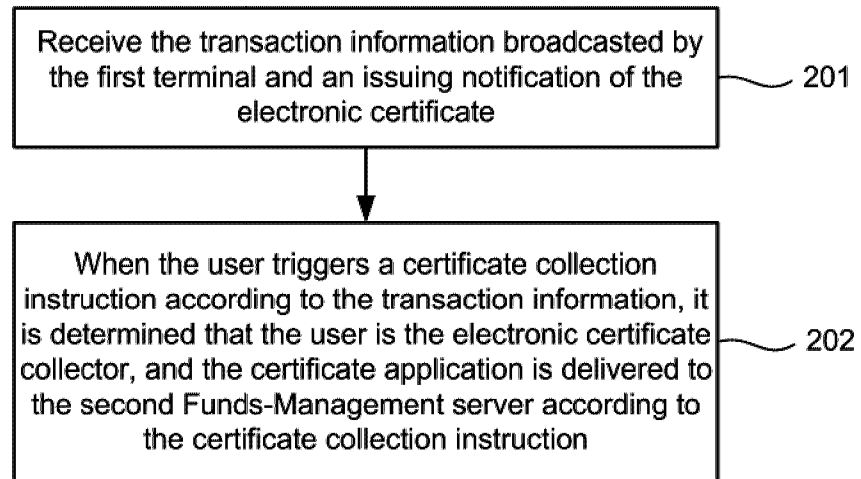 Receive the transaction information broadcasted by
the first terminal and an issuing notification of the
electronic certificate
201
When the user triggers a certificate collection
instruction according to the transaction information, it
is determined that the user is the electronic certificate
collector, and the certificate application is delivered to
the second Funds-Management server according to
the certificate collection instruction
202